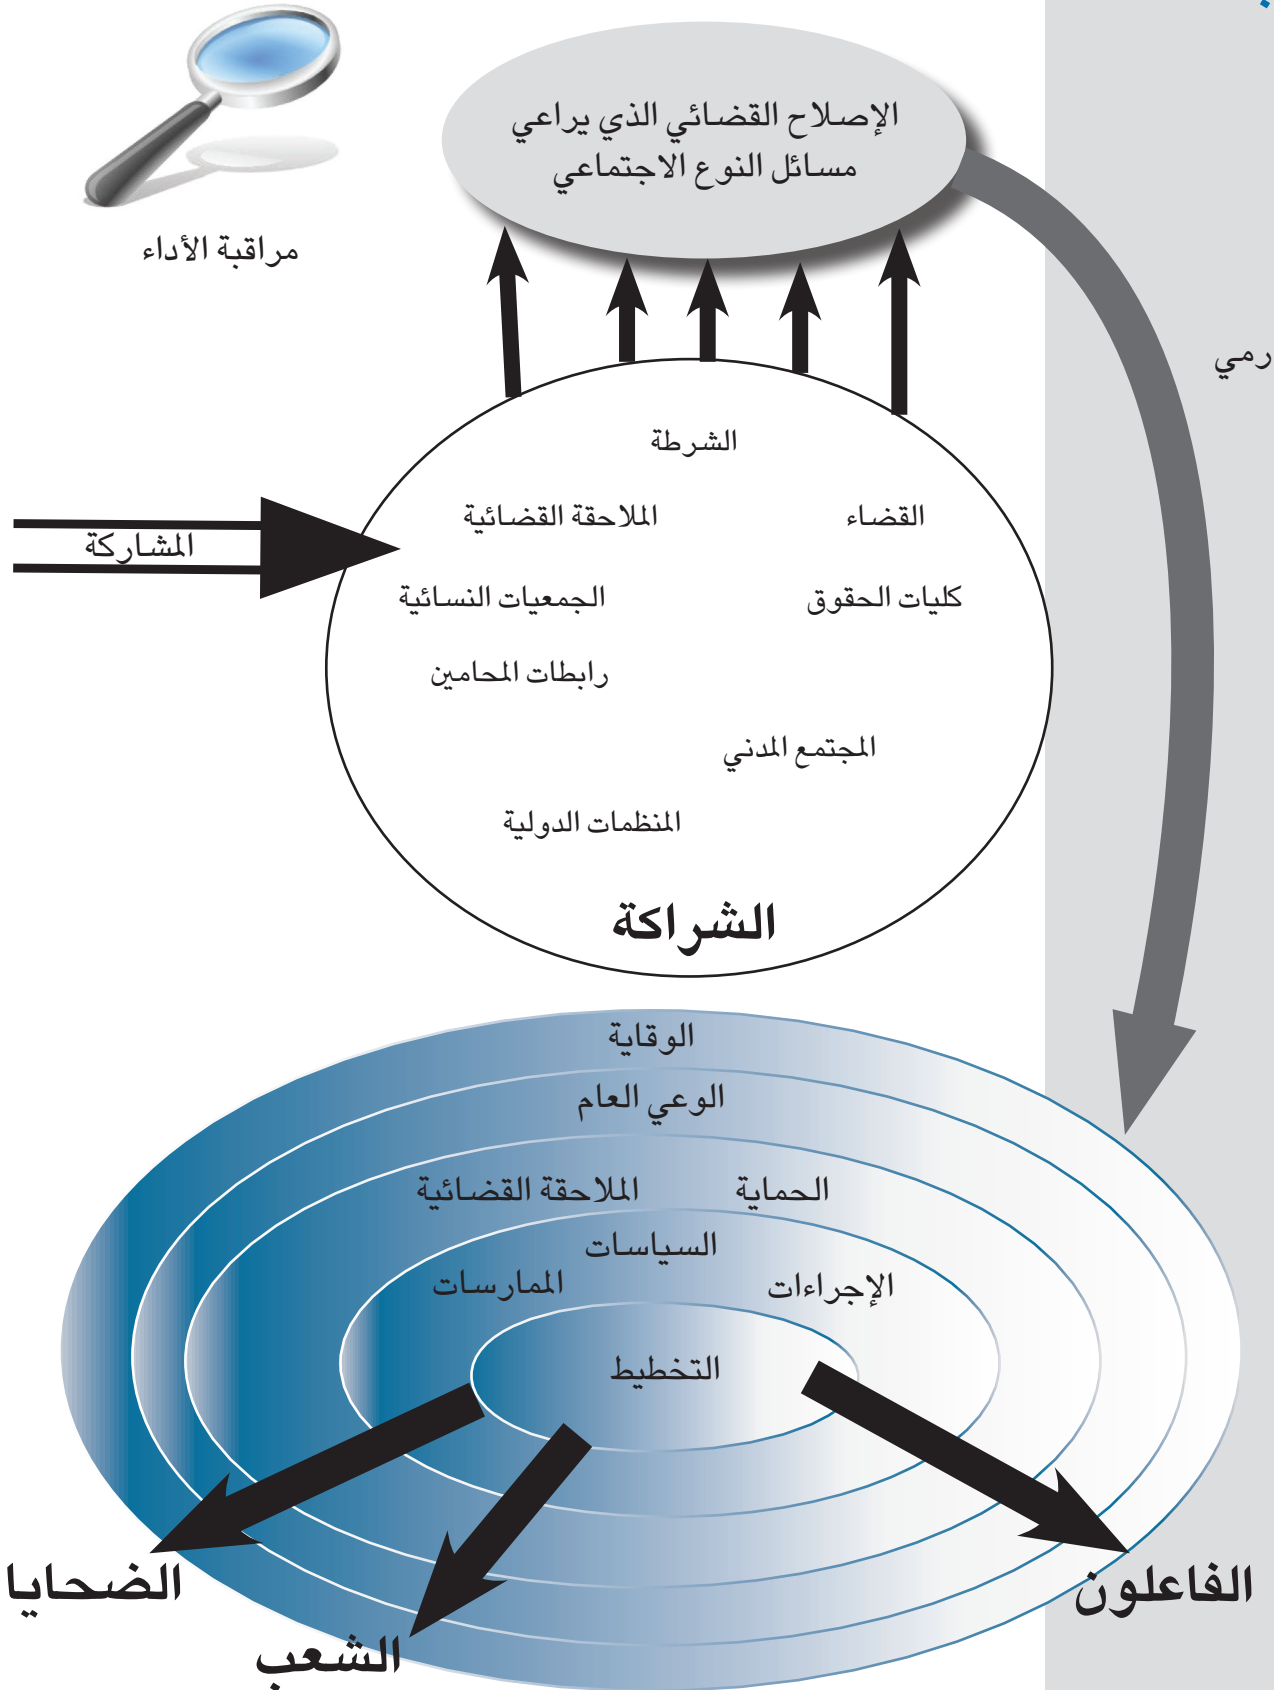 الإصلاح القضائي الذي يراعي
مسائل النوع الاجتماعي
مراقبة الأداء
رمي
الشرطة
القضاء
الملاحقة القضائية
المشاركة
كليات الحقوق
الجمعيات النسائية
رابطات المحامين
المجتمع المدني
المنظمات الدولية
الشراكة
الوقاية
الوعي العام
الحماية
الملاحقة القضائية
السياسات
الإجراءات
الممارسات
التخطيط
الفاعلون
الضحايا
الشعب